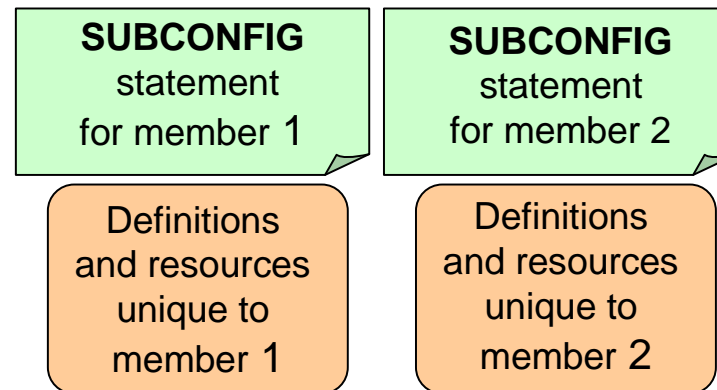 SUBCONFIG
statement
for member 1
SUBCONFIG
statement
for member 2
Definitions
and resources
unique to
member 1
Definitions
and resources
unique to
member 2